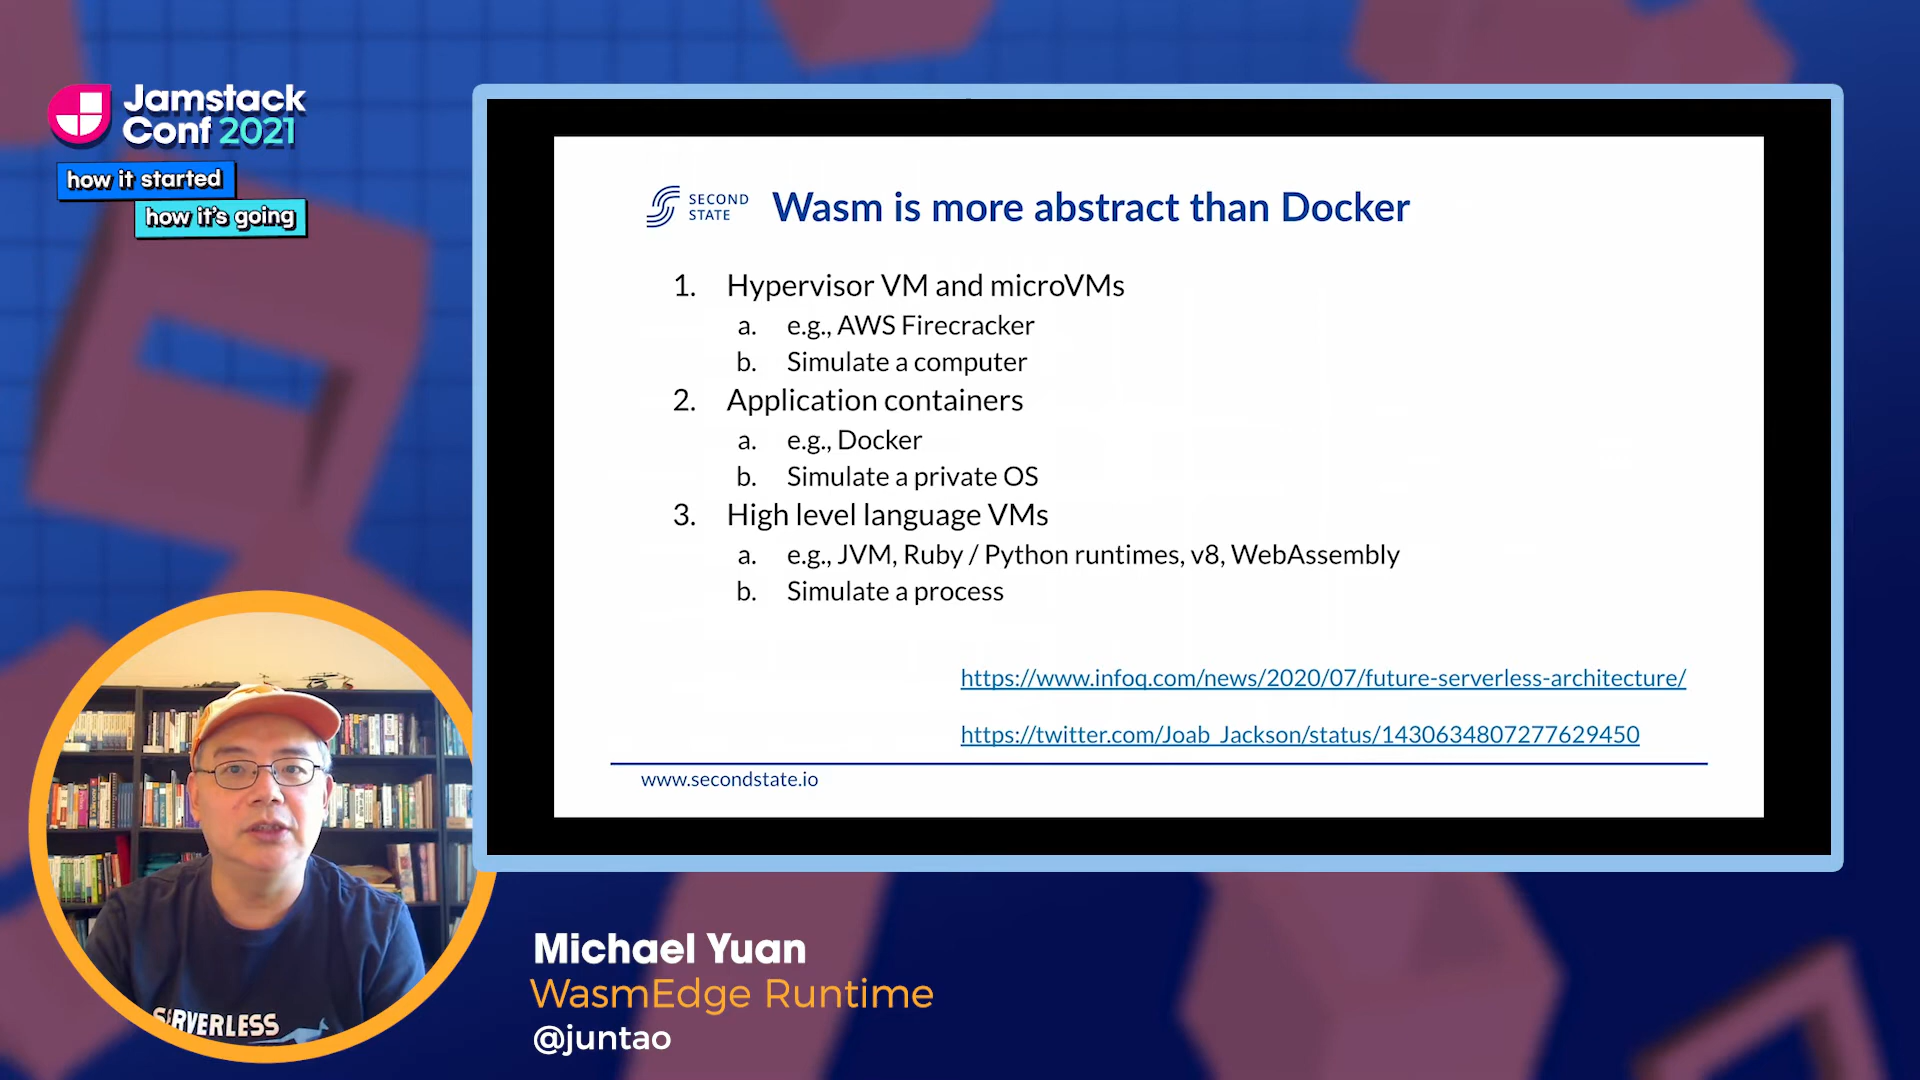 Jamstack
Conf 2021
how it started
how it's going
SECOND
STATE
Wasm is more abstract than Docker
1. Hypervisor VM and microVMs
a. e.g., AWS Firecracker
b. Simulate a computer
2. Application containers
a. e.g., Docker
b. Simulate a private OS
3. High level language VMs
a. e.g., JVM, Ruby / Python runtimes, v8, WebAssembly
b. Simulate a process
https://www.infoq.com/news/2020/07/future-serverless-architecture/
https://twitter.com/Joab_Jackson/status/1430634807277629450
www.secondstate.io
SERVERLESS
Michael Yuan
WasmEdge Runtime
@juntao